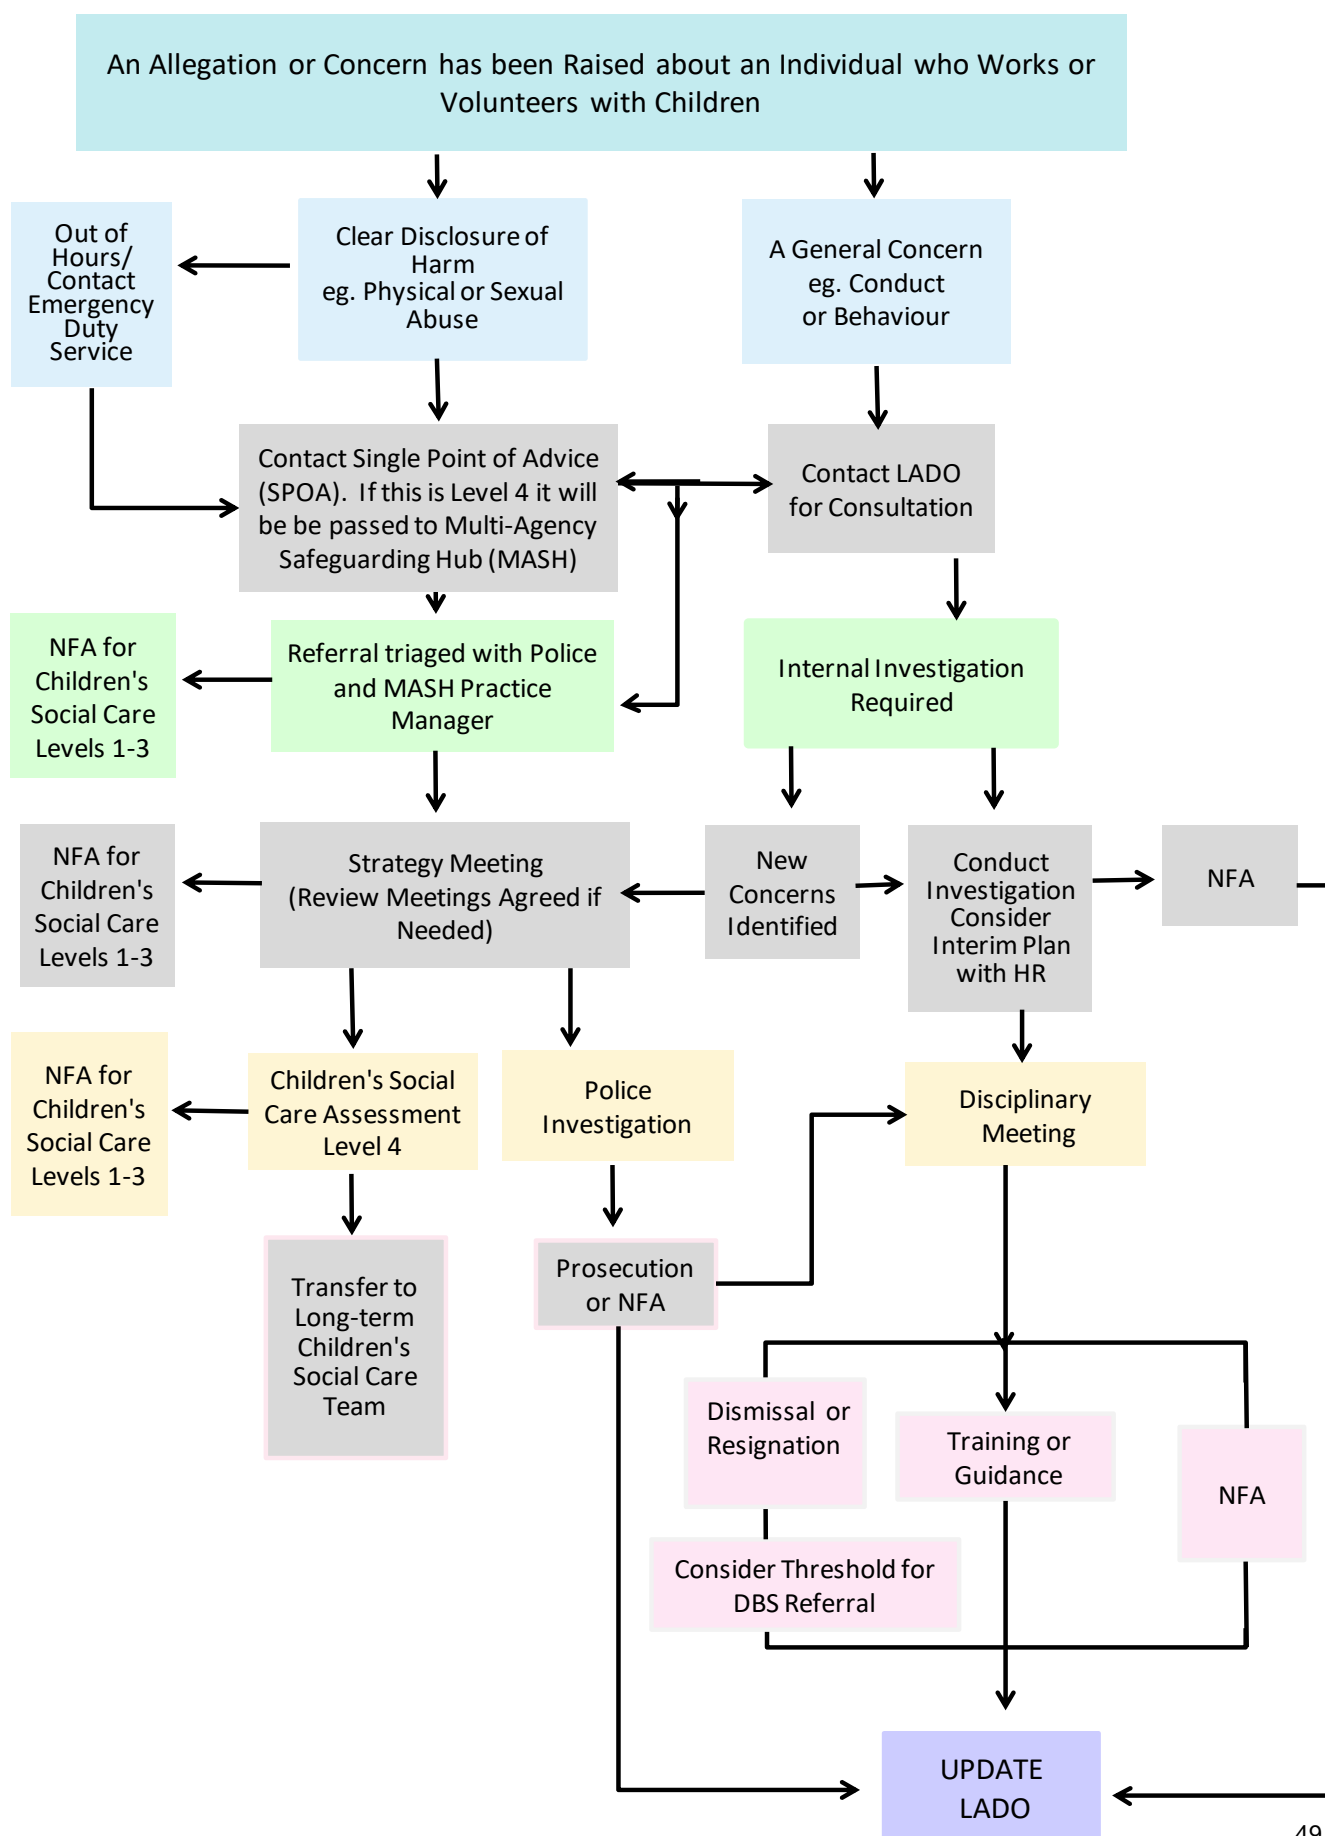 An Allegation or Concern has been Raised about an Individual who Works or
Volunteers with Children
Out of
Hours/
Contact
Emergency
Duty
Service
Clear Disclosure of
Harm
eg. Physical or Sexual
Abuse
A General Concern
eg. Conduct
or Behaviour
Contact Single Point of Advice
(SPOA). If this is Level 4 it will
be be passed to Multi-Agency
Safeguarding Hub (MASH)
Contact LADO
for Consultation
NFA for
Children's
Social Care
Levels 1-3
Referral triaged with Police
and MASH Practice
Manager
Internal Investigation
Required
NFA for
Children's
Social Care
Levels 1-3
Strategy Meeting
(Review Meetings Agreed if
Needed)
New
Concerns
Identified
Conduct
Investigation
Consider
Interim Plan
with HR
NFA
NFA for
Children's
Social Care
Levels 1-3
Children's Social
Care Assessment
Level 4
Police
Investigation
Disciplinary
Meeting
Transfer to
Long-term
Children's
Social Care
Team
Prosecution
or NFA
Dismissal or
Resignation
Training or
Guidance
NFA
Consider Threshold for
DBS Referral
UPDATE
LADO
49